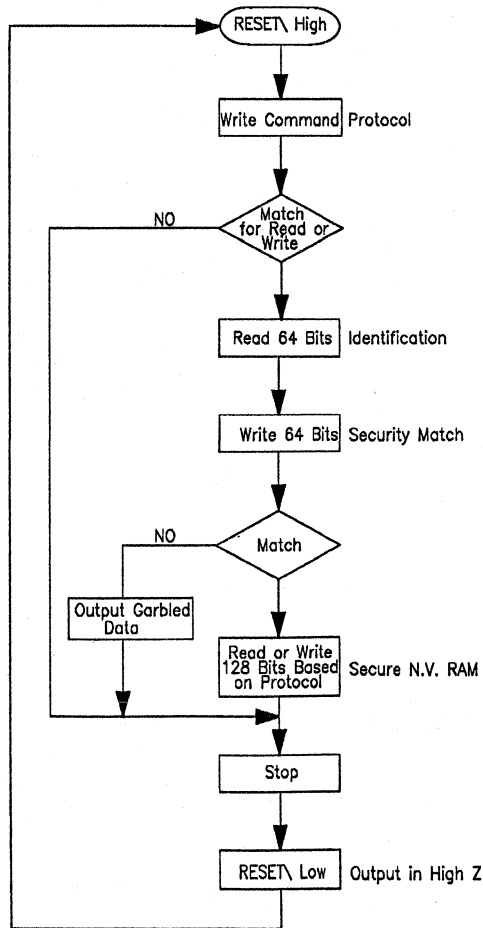 RESET\ High
Write Command Protocol
NO
Match
for Read or
Write
Read 64 Bits Identification
Write 64 Bits Security Match
NO
Match
Output Garbled
Data
Read or Write
128 Bits Based
on Protocol
Secure N.V. RAM
Stop
RESET\ Low Output in High Z